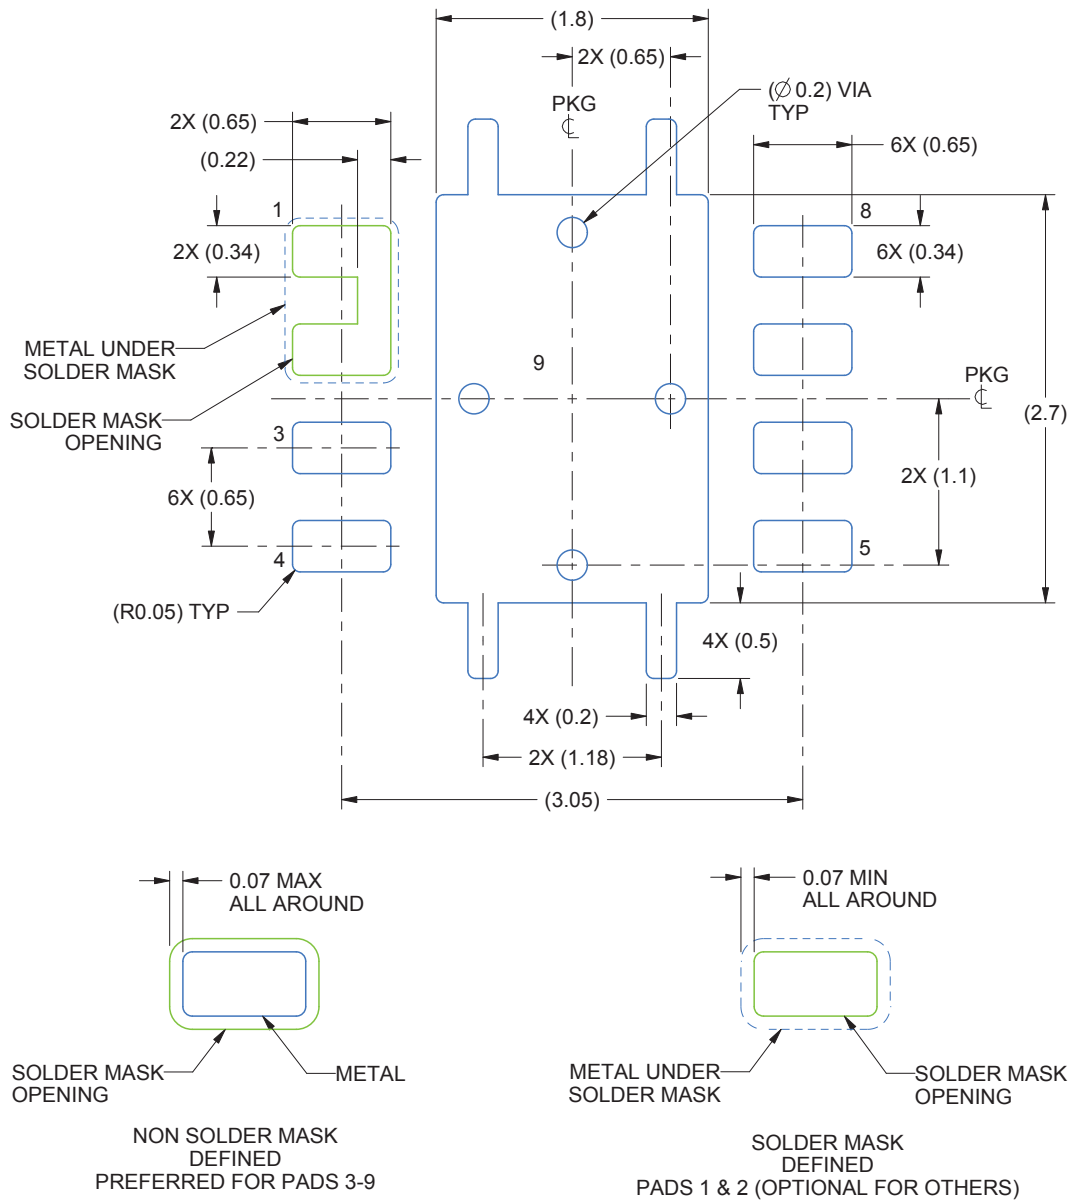 (1.8)
2X (0.65)
(Ø 0.2) VIA
TYP
PKG
℄
2X (0.65)
(0.22)
6X (0.65)
1
8
2X (0.34)
6X (0.34)
METAL UNDER
SOLDER MASK
9
PKG
℄
SOLDER MASK
OPENING
(2.7)
3
6X (0.65)
2X (1.1)
4
5
(R0.05) TYP
4X (0.5)
4X (0.2)
2X (1.18)
(3.05)
0.07 MAX
ALL AROUND
SOLDER MASK
OPENING
METAL
NON SOLDER MASK
DEFINED
PREFERRED FOR PADS 3-9
0.07 MIN
ALL AROUND
METAL UNDER
SOLDER MASK
SOLDER MASK
OPENING
SOLDER MASK
DEFINED
PADS 1 & 2 (OPTIONAL FOR OTHERS)